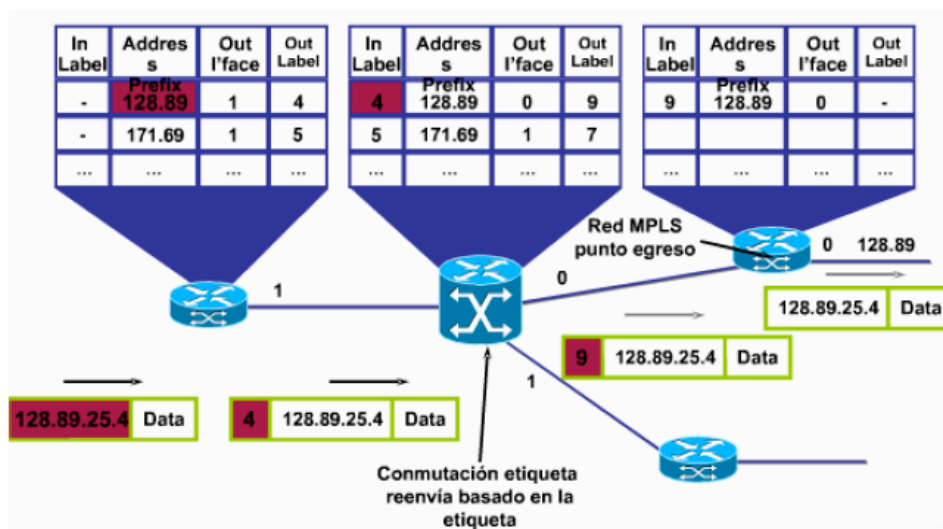 In Label Address Prefix Out I'face Out Label
- 128.89 1 4
- 171.69 1 5
... ... ... ...
In Label Address Prefix Out I'face Out Label
4 128.89 0 9
5 171.69 1 7
... ... ... ...
In Label Address Prefix Out I'face Out Label
9 128.89 0 -
... ... ... ...
Red MPLS
punto egreso
0 128.89
1
0
128.89.25.4 Data
9 128.89.25.4 Data
1
128.89.25.4 Data
4 128.89.25.4 Data
Conmutación etiqueta
reenvía basado en la
etiqueta